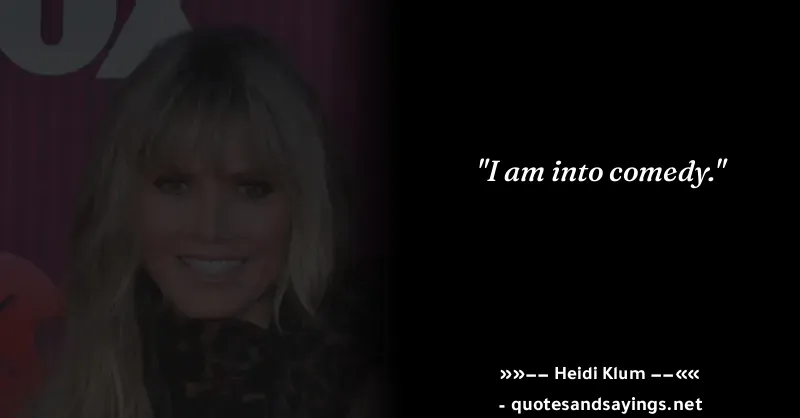 "I am into comedy."
»»−− Heidi Klum −−««
- quotesandsayings.net